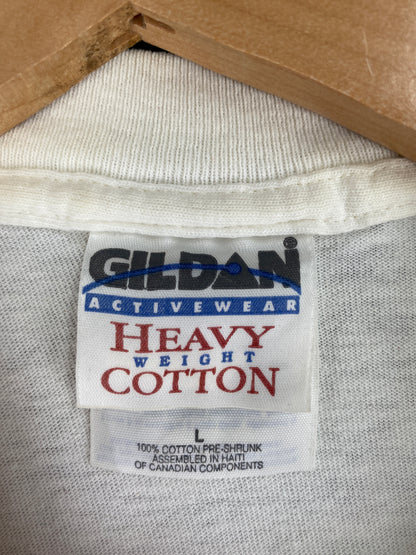 GILDAN®
ACTIVEWEAR
HEAVY
WEIGHT
COTTON
L
100% COTTON PRE-SHRUNK
ASSEMBLED IN HAITI
OF CANADIAN COMPONENTS